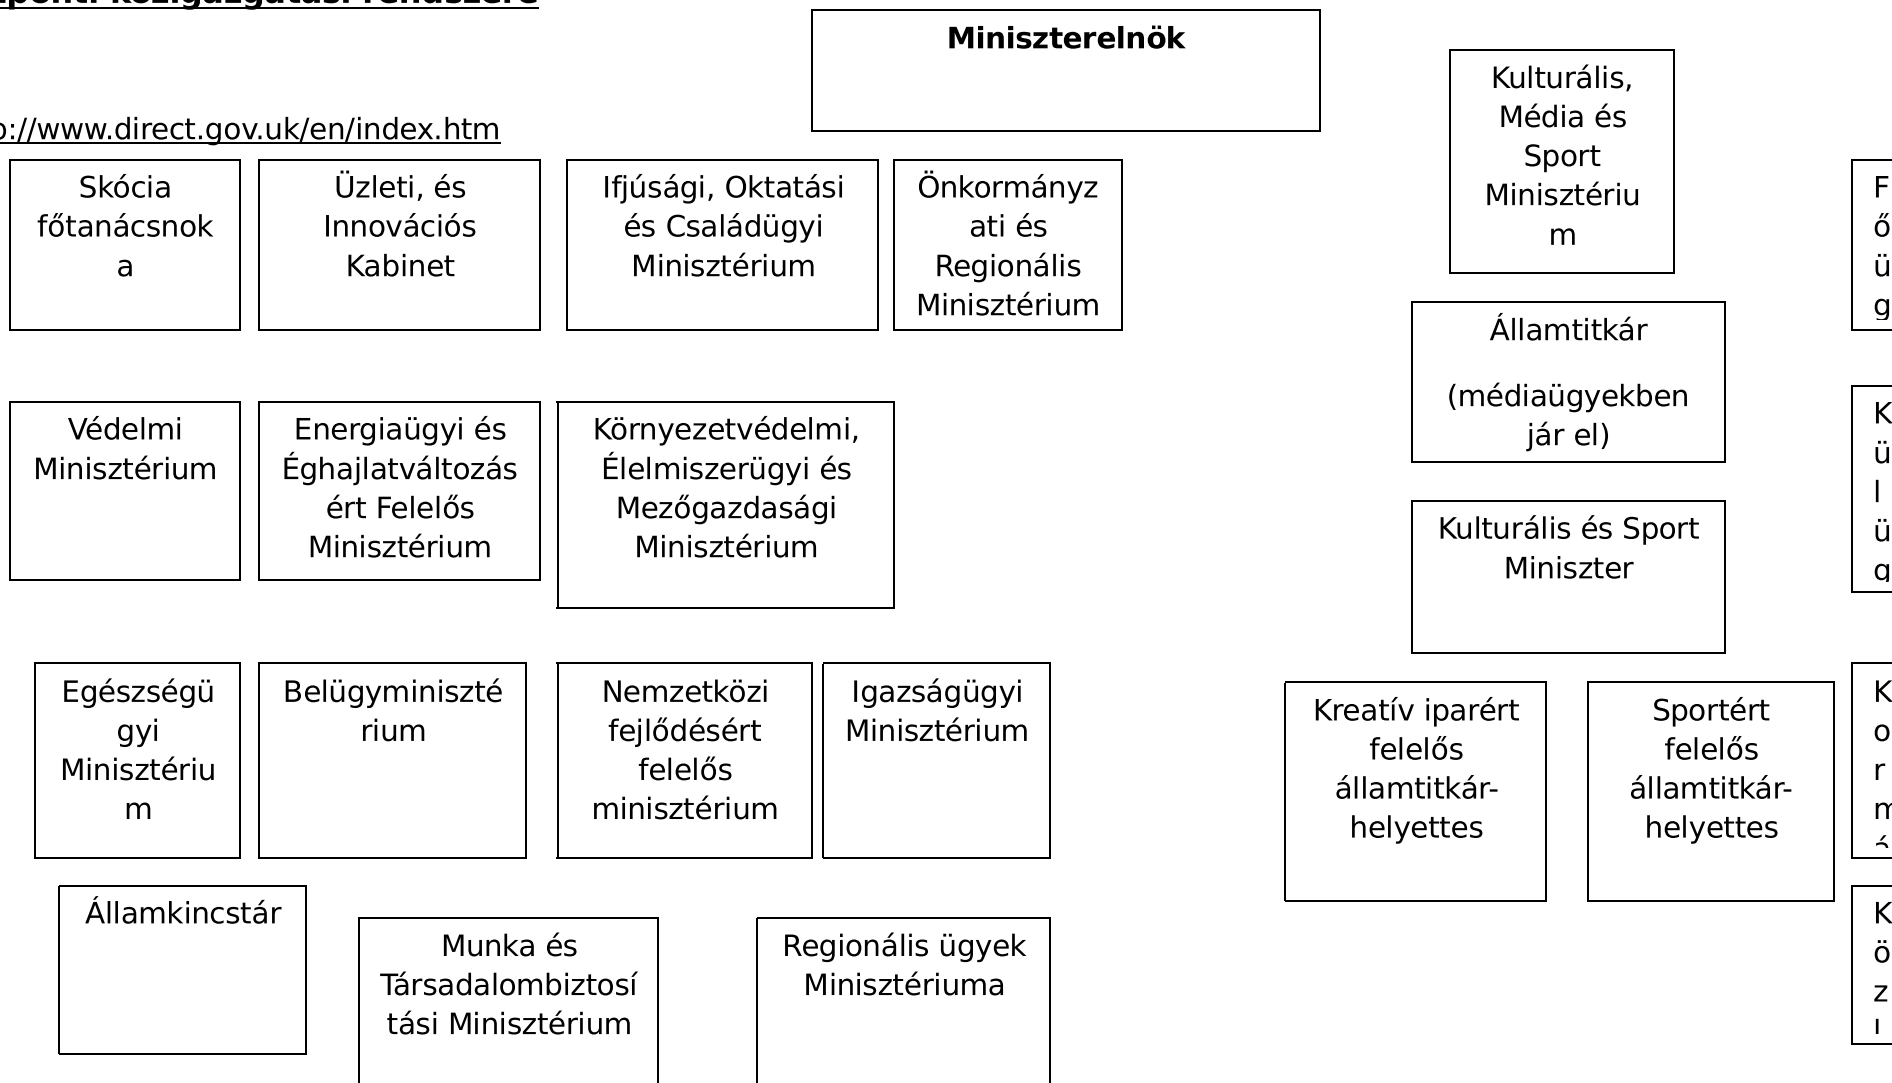 közigazgatási rendszere
Miniszterelnök
Kulturális,
Média és
Sport
Minisztériu
m
://www.direct.gov.uk/en/index.htm
Skócia
főtanácsnok
a
Üzleti, és
Innovációs
Kabinet
Ifjúsági, Oktatási
és Családügyi
Minisztérium
Önkormányz
ati és
Regionális
Minisztérium
F
ő
ü
g
Államtitkár
(médiaügyekben
jár el)
Védelmi
Minisztérium
Energiaügyi és
Éghajlatváltozás
ért Felelős
Minisztérium
Környezetvédelmi,
Élelmiszerügyi és
Mezőgazdasági
Minisztérium
K
ü
l
ü
g
Kulturális és Sport
Miniszter
Egészségü
gyi
Minisztériu
m
Belügyminiszté
rium
Nemzetközi
fejlődésért
felelős
minisztérium
Igazságügyi
Minisztérium
Kreatív iparért
felelős
államtitkár-
helyettes
Sportért
felelős
államtitkár-
helyettes
K
o
r
m
Államkincstár
Munka és
Társadalombiztosí
tási Minisztérium
Regionális ügyek
Minisztériuma
K
ö
z